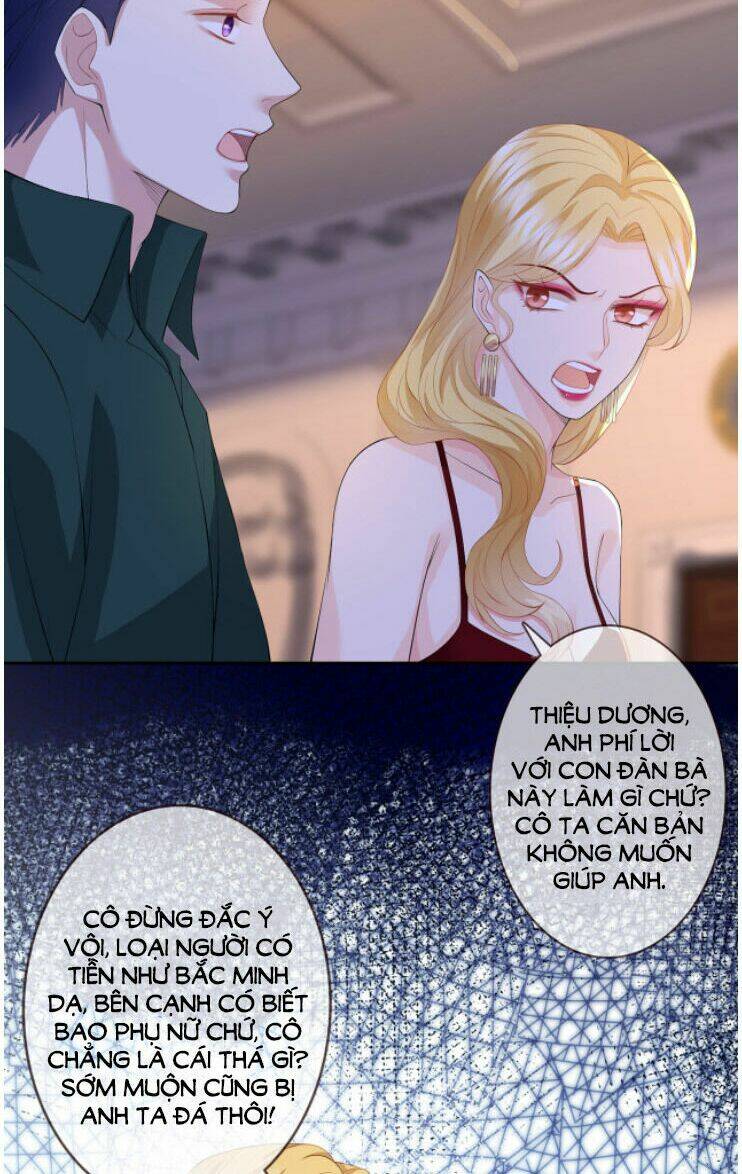 THIỆU DƯƠNG,
ANH PHÍ LỜI
VỚI CON ĐÀN BÀ
NÀY LÀM GÌ CHỨ?
CÔ TA CĂN BẢN
KHÔNG MUỐN
GIÚP ANH.
CÔ ĐỪNG ĐẮC Ý
VỘI, LOẠI NGƯỜI CÓ
TIỀN NHƯ BẮC MINH
DẠ, BÊN CẠNH CÓ BIẾT
BAO PHỤ NỮ CHỨ, CÔ
CHẲNG LÀ CÁI THÁ GÌ?
SỚM MUỘN CŨNG BỊ
ANH TA ĐÁ THÔI!